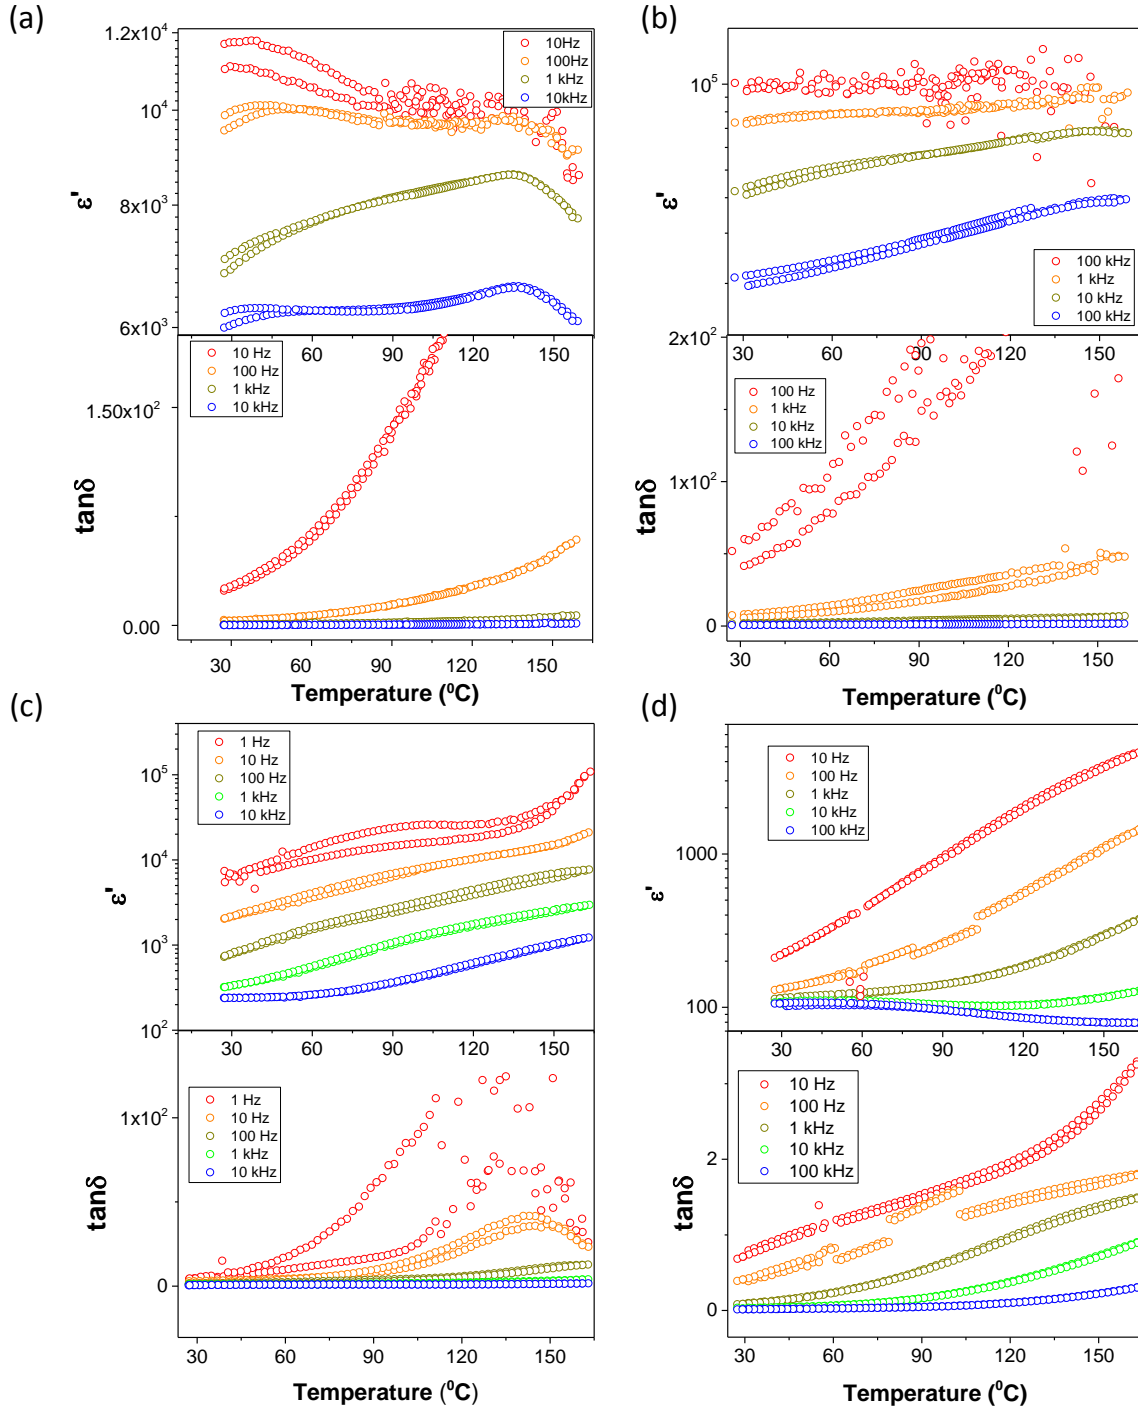 (a)
1.2x10⁴
10⁴
8x10³
6x10³
ε'
10Hz
100Hz
1 kHz
10kHz
30 60 90 120 150
1.50x10²
0.00
tanδ
10 Hz
100 Hz
1 kHz
10 kHz
30 60 90 120 150
Temperature (⁰C)
(b)
10⁵
ε'
100 kHz
1 kHz
10 kHz
100 kHz
30 60 90 120 150
2x10²
1x10²
0
tanδ
100 Hz
1 kHz
10 kHz
100 kHz
30 60 90 120 150
Temperature (⁰C)
(c)
10⁵
10⁴
10³
10²
ε'
1 Hz
10 Hz
100 Hz
1 kHz
10 kHz
30 60 90 120 150
1x10²
0
tanδ
1 Hz
10 Hz
100 Hz
1 kHz
10 kHz
30 60 90 120 150
Temperature (⁰C)
(d)
1000
100
ε'
10 Hz
100 Hz
1 kHz
10 kHz
100 kHz
30 60 90 120 150
2
0
tanδ
10 Hz
100 Hz
1 kHz
10 kHz
100 kHz
30 60 90 120 150
Temperature (⁰C)